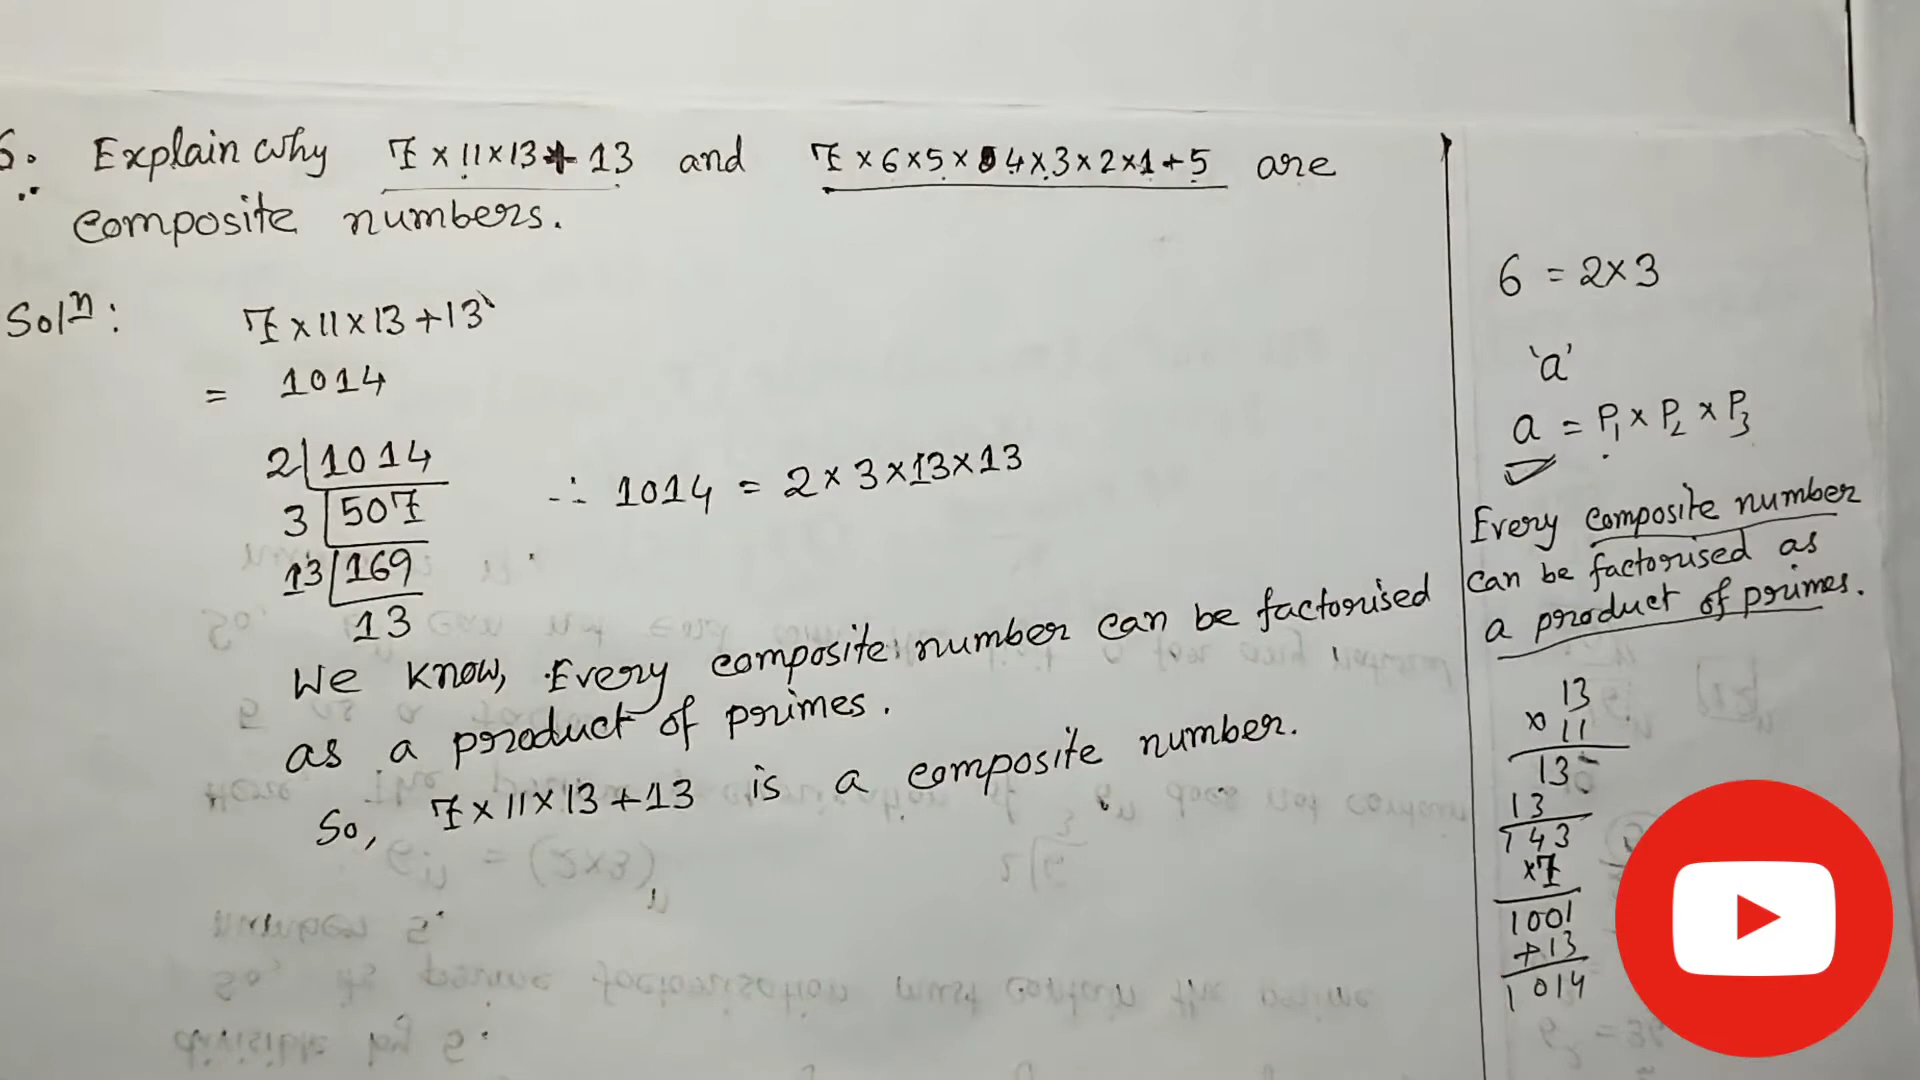 6. Explain why 7 × 11 × 13 + 13 and 7 × 6 × 5 × 4 × 3 × 2 × 1 + 5 are
composite numbers.
Solⁿ:
7 × 11 × 13 + 13
= 1014
2|1014
3|507
13|169
13
∴ 1014 = 2 × 3 × 13 × 13
We know, Every composite number can be factorised
as a product of primes.
So, 7 × 11 × 13 + 13 is a composite number.
6 = 2 × 3
'a'
a = P₁ × P₂ × P₃
Every composite number
can be factorised as
a product of primes.
13
× 11
13
13
143
×7
1001
+13
1014